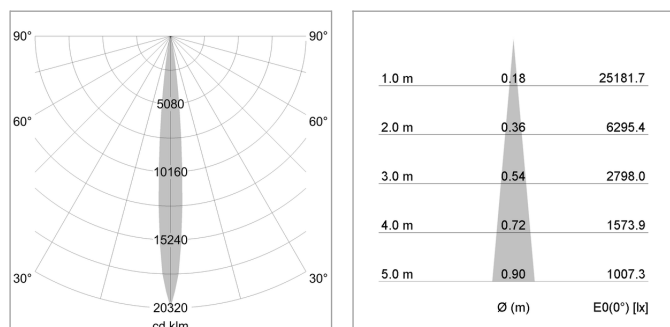 90° 90°
5080
60° 60°
10160
15240
30° 30°
20320
cd klm
1.0 m 0.18 25181.7
2.0 m 0.36 6295.4
3.0 m 0.54 2798.0
4.0 m 0.72 1573.9
5.0 m 0.90 1007.3
Ø (m) E0(0°) [lx]